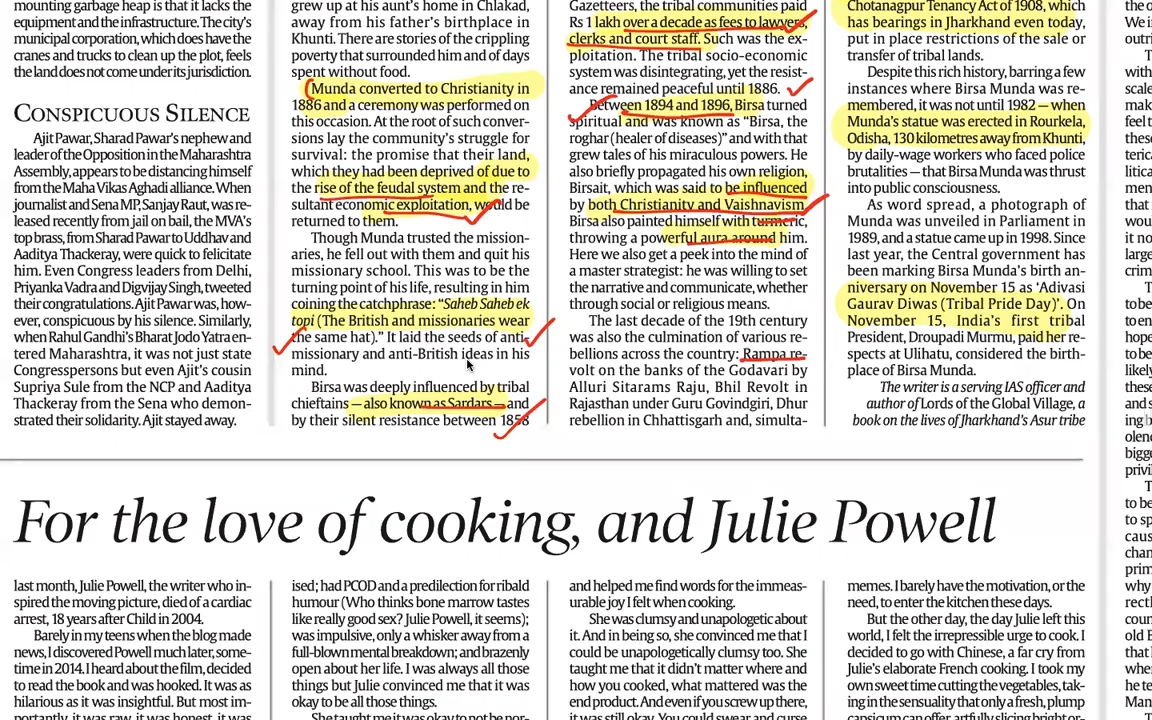 mounting garbage heap is that it lacks the
equipment and the infrastructure. The city's
municipal corporation, which does have the
cranes and trucks to clean up the plot, feels
the land does not come under its jurisdiction.
CONSPICUOUS SILENCE
Ajit Pawar, Sharad Pawar's nephew and
leader of the Opposition in the Maharashtra
Assembly, appears to be distancing himself
from the Maha Vikas Aghadi alliance. When
journalist and Sena MP, Sanjay Raut, was re-
leased recently from jail on bail, the MVA's
top brass, from Sharad Pawar to Uddhav and
Aaditya Thackeray, were quick to felicitate
him. Even Congress leaders from Delhi,
Priyanka Vadra and Digvijay Singh, tweeted
their congratulations. Ajit Pawar was, how-
ever, conspicuous by his silence. Similarly,
when Rahul Gandhi's Bharat Jodo Yatra en-
tered Maharashtra, it was not just state
Congresspersons but even Ajit's cousin
Supriya Sule from the NCP and Aaditya
Thackeray from the Sena who demon-
strated their solidarity. Ajit stayed away.
grew up at his aunt's home in Chlakad,
away from his father's birthplace in
Khunti. There are stories of the crippling
poverty that surrounded him and of days
spent without food.
Munda converted to Christianity in
1886 and a ceremony was performed on
this occasion. At the root of such conver-
sions lay the community's struggle for
survival: the promise that their land,
which they had been deprived of due to
the rise of the feudal system and the re-
sultant economic exploitation, would be
returned to them.
Though Munda trusted the mission-
aries, he fell out with them and quit his
missionary school. This was to be the
turning point of his life, resulting in him
coining the catchphrase: “Saheb Saheb ek
topi (The British and missionaries wear
the same hat).” It laid the seeds of anti-
missionary and anti-British ideas in his
mind.
Birsa was deeply influenced by tribal
chieftains — also known as Sardars — and
by their silent resistance between 1858
Gazetteers, the tribal communities paid
Rs 1 lakh over a decade as fees to lawyers,
clerks and court staff. Such was the ex-
ploitation. The tribal socio-economic
system was disintegrating, yet the resist-
ance remained peaceful until 1886.
Between 1894 and 1896, Birsa turned
spiritual and was known as “Birsa, the
roghar (healer of diseases)” and with that
grew tales of his miraculous powers. He
also briefly propagated his own religion,
Birsait, which was said to be influenced
by both Christianity and Vaishnavism.
Birsa also painted himself with turmeric,
throwing a powerful aura around him.
Here we also get a peek into the mind of
a master strategist: he was willing to set
the narrative and communicate, whether
through social or religious means.
The last decade of the 19th century
was also the culmination of various re-
bellions across the country: Rampa re-
volt on the banks of the Godavari by
Alluri Sitarams Raju, Bhil Revolt in
Rajasthan under Guru Govindgiri, Dhur
rebellion in Chhattisgarh and, simulta-
Chotanagpur Tenancy Act of 1908, which
has bearings in Jharkhand even today,
put in place restrictions of the sale or
transfer of tribal lands.
Despite this rich history, barring a few
instances where Birsa Munda was re-
membered, it was not until 1982 — when
Munda's statue was erected in Rourkela,
Odisha, 130 kilometres away from Khunti,
by daily-wage workers who faced police
brutalities — that Birsa Munda was thrust
into public consciousness.
As word spread, a photograph of
Munda was unveiled in Parliament in
1989, and a statue came up in 1998. Since
last year, the Central government has
been marking Birsa Munda's birth an-
niversary on November 15 as ‘Adivasi
Gaurav Diwas (Tribal Pride Day)’. On
November 15, India's first tribal
President, Droupadi Murmu, paid her re-
spects at Ulihatu, considered the birth-
place of Birsa Munda.
The writer is a serving IAS officer and
author of Lords of the Global Village, a
book on the lives of Jharkhand's Asur tribe
For the love of cooking, and Julie Powell
last month, Julie Powell, the writer who in-
spired the moving picture, died of a cardiac
arrest, 18 years after Child in 2004.
Barely in my teens when the blog made
news, I discovered Powell much later, some-
time in 2014. I heard about the film, decided
to read the book and was hooked. It was as
hilarious as it was insightful. But most im-
portantly, it was raw, it was honest, it was
ised; had PCOD and a predilection for ribald
humour (Who thinks bone marrow tastes
like really good sex? Julie Powell, it seems);
was impulsive, only a whisker away from a
full-blown mental breakdown; and brazenly
open about her life. I was always all those
things but Julie convinced me that it was
okay to be all those things.
She taught me it was okay to not be nor-
and helped me find words for the immeas-
urable joy I felt when cooking.
She was clumsy and unapologetic about
it. And in being so, she convinced me that I
could be unapologetically clumsy too. She
taught me that it didn't matter where and
how you cooked, what mattered was the
end product. And even if you screw up there,
it was still okay. You could swear and curse
memes. I barely have the motivation, or the
need, to enter the kitchen these days.
But the other day, the day Julie left this
world, I felt the irrepressible urge to cook. I
decided to go with Chinese, a far cry from
Julie's elaborate French cooking. I took my
own sweet time cutting the vegetables, tak-
ing in the sensuality that only a fresh, plump
capsicum can offer, artfully slicing bright or-